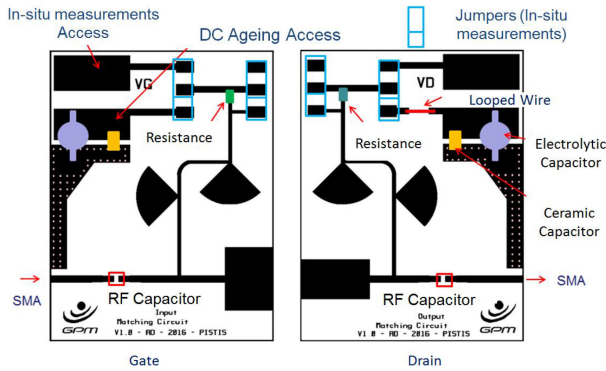 In-situ measurements
Access
DC Ageing Access
Jumpers (In-situ
measurements)
VG
VD
Looped Wire
Resistance
Resistance
Electrolytic
Capacitor
Ceramic
Capacitor
SMA
RF Capacitor
RF Capacitor
SMA
Input
Matching Circuit
V1.0 - AD - 2016 - PISTIS
GPM
Output
Matching Circuit
V1.0 - AD - 2016 - PISTIS
GPM
Gate
Drain